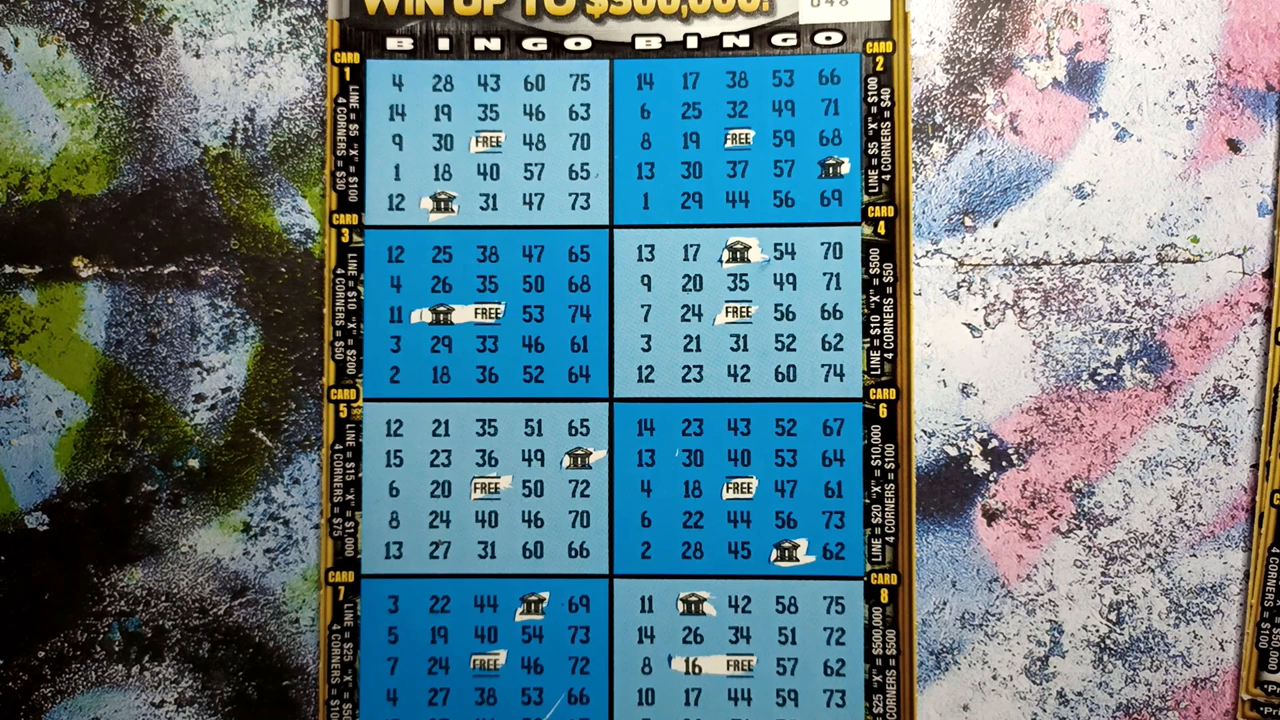 WIN UP TO $500,000!
048
B I N G O B I N G O
CARD 1
LINE = $5 "X" = $100
4 CORNERS = $30
4 28 43 60 75
14 19 35 46 63
9 30 FREE 48 70
1 18 40 57 65
12 31 47 73
CARD 2
LINE = $5 "X" = $100
4 CORNERS = $40
14 17 38 53 66
6 25 32 49 71
8 19 FREE 59 68
13 30 37 57
1 29 44 56 69
CARD 3
LINE = $10 "X" = $200
4 CORNERS = $50
12 25 38 47 65
4 26 35 50 68
11 FREE 53 74
3 29 33 46 61
2 18 36 52 64
CARD 4
LINE = $10 "X" = $500
4 CORNERS = $50
13 17 54 70
9 20 35 49 71
7 24 FREE 56 66
3 21 31 52 62
12 23 42 60 74
CARD 5
LINE = $15 "X" = $1,000
4 CORNERS = $75
12 21 35 51 65
15 23 36 49
6 20 FREE 50 72
8 24 40 46 70
13 27 31 60 66
CARD 6
LINE = $20 "X" = $10,000
4 CORNERS = $100
14 23 43 52 67
13 30 40 53 64
4 18 FREE 47 61
6 22 44 56 73
2 28 45 62
CARD 7
LINE = $25 "X"
4 CORNERS
3 22 44 69
5 19 40 54 73
7 24 FREE 46 72
4 27 38 53 66
CARD 8
= $25 "X" = $500,000
CORNERS = $500
11 42 58 75
14 26 34 51 72
8 16 FREE 57 62
10 17 44 59 73
4 CORNERS = $100